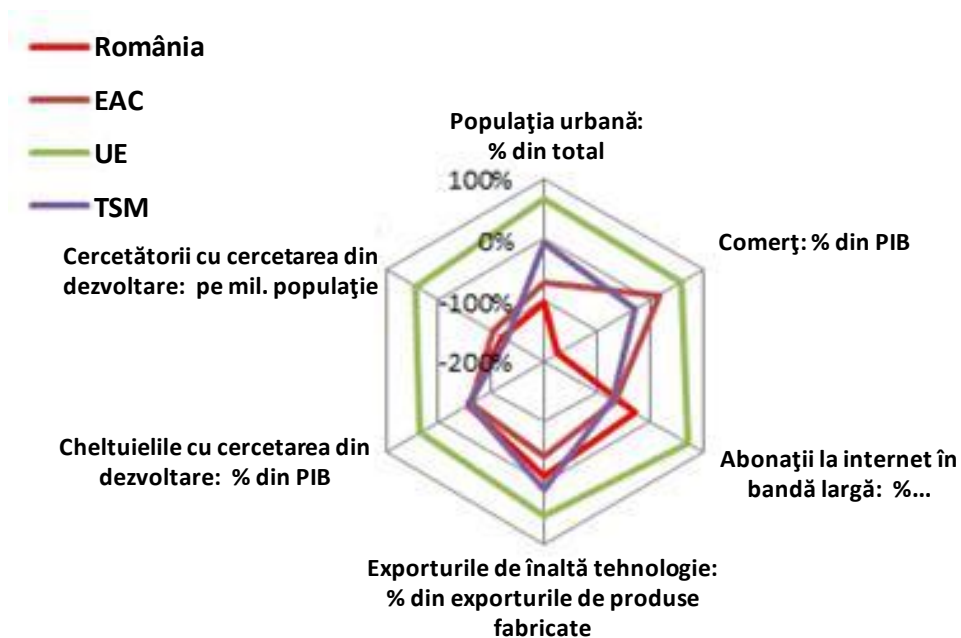 România
EAC
UE
TSM
Populaţia urbană:
% din total
100%
0%
-100%
-200%
Comerţ: % din PIB
Cercetătorii cu cercetarea din
dezvoltare: pe mil. populaţie
Cheltuielile cu cercetarea din
dezvoltare: % din PIB
Abonaţii la internet în
bandă largă: %...
Exporturile de înaltă tehnologie:
% din exporturile de produse
fabricate